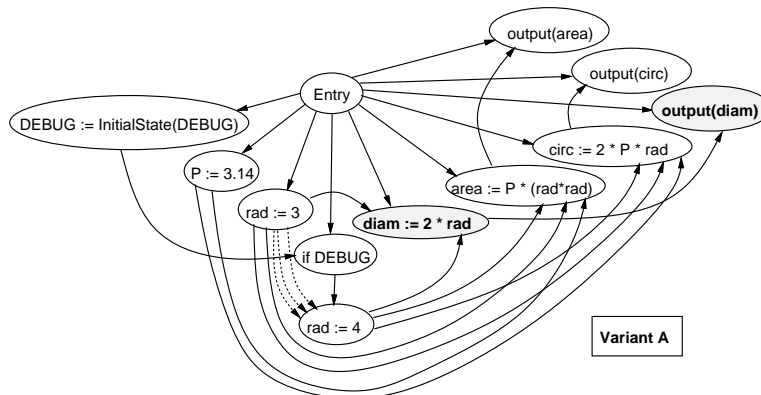 output(area)
output(circ)
Entry
output(diam)
DEBUG := InitialState(DEBUG)
circ := 2 * P * rad
P := 3.14
area := P * (rad*rad)
rad := 3
diam := 2 * rad
if DEBUG
rad := 4
Variant A